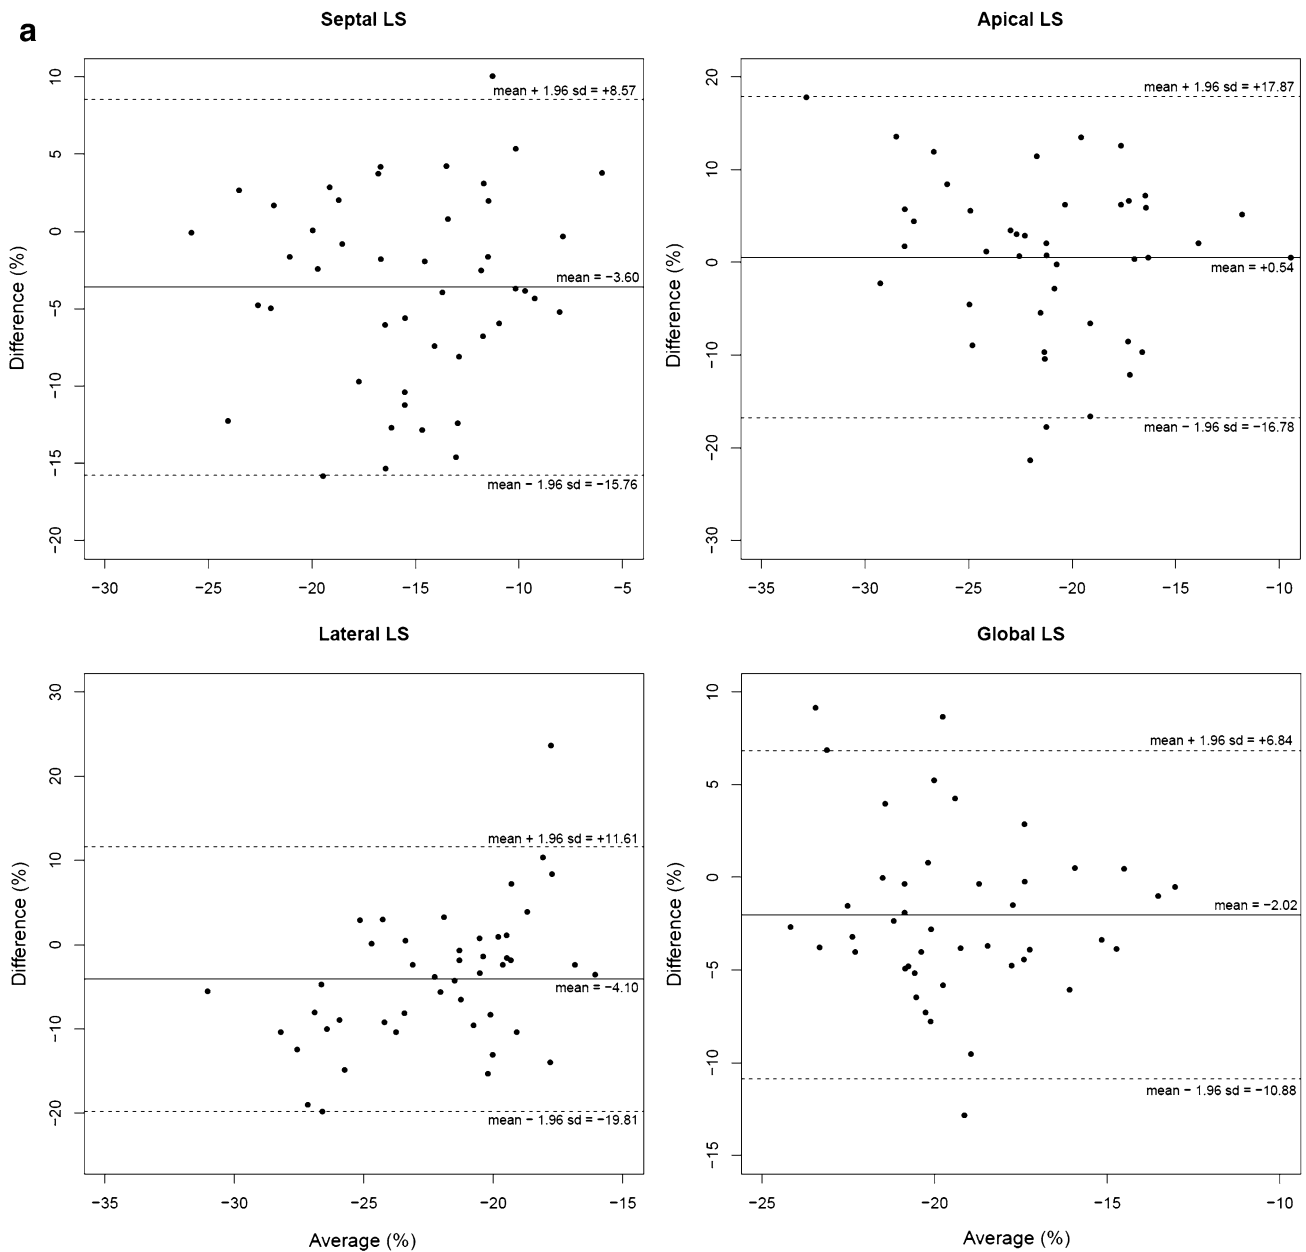 a
Septal LS
Difference (%)
10
5
0
−5
−10
−15
−20
mean + 1.96 sd = +8.57
mean = −3.60
mean − 1.96 sd = −15.76
−30
−25
−20
−15
−10
−5
Apical LS
Difference (%)
20
10
0
−10
−20
−30
mean + 1.96 sd = +17.87
mean = +0.54
mean − 1.96 sd = −16.78
−35
−30
−25
−20
−15
−10
Lateral LS
Difference (%)
30
20
10
0
−10
−20
mean + 1.96 sd = +11.61
mean = −4.10
mean − 1.96 sd = −19.81
−35
−30
−25
−20
−15
Average (%)
Global LS
Difference (%)
10
5
0
−5
−10
−15
mean + 1.96 sd = +6.84
mean = −2.02
mean − 1.96 sd = −10.88
−25
−20
−15
−10
Average (%)